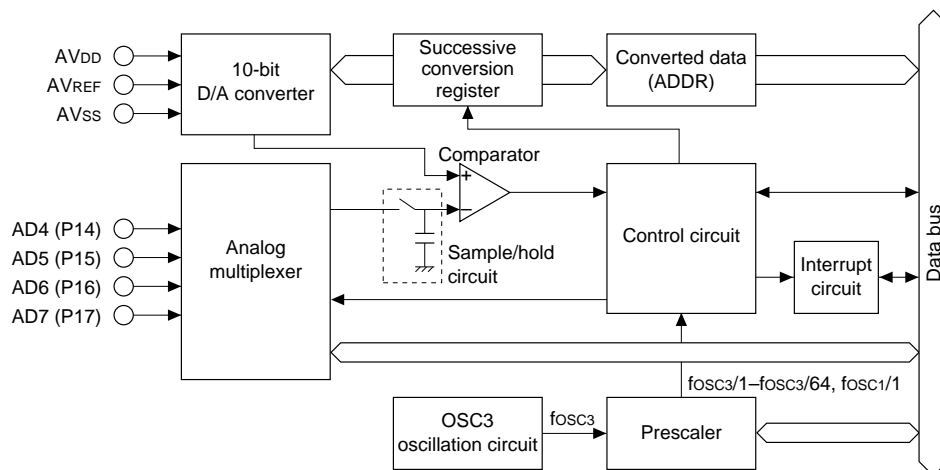 AVDD
AVREF
AVSS
10-bit
D/A converter
Successive
conversion
register
Converted data
(ADDR)
Comparator
+
−
AD4 (P14)
AD5 (P15)
AD6 (P16)
AD7 (P17)
Analog
multiplexer
Sample/hold
circuit
Control circuit
Interrupt
circuit
Data bus
fOSC3/1–fOSC3/64, fOSC1/1
OSC3
oscillation circuit
fOSC3
Prescaler